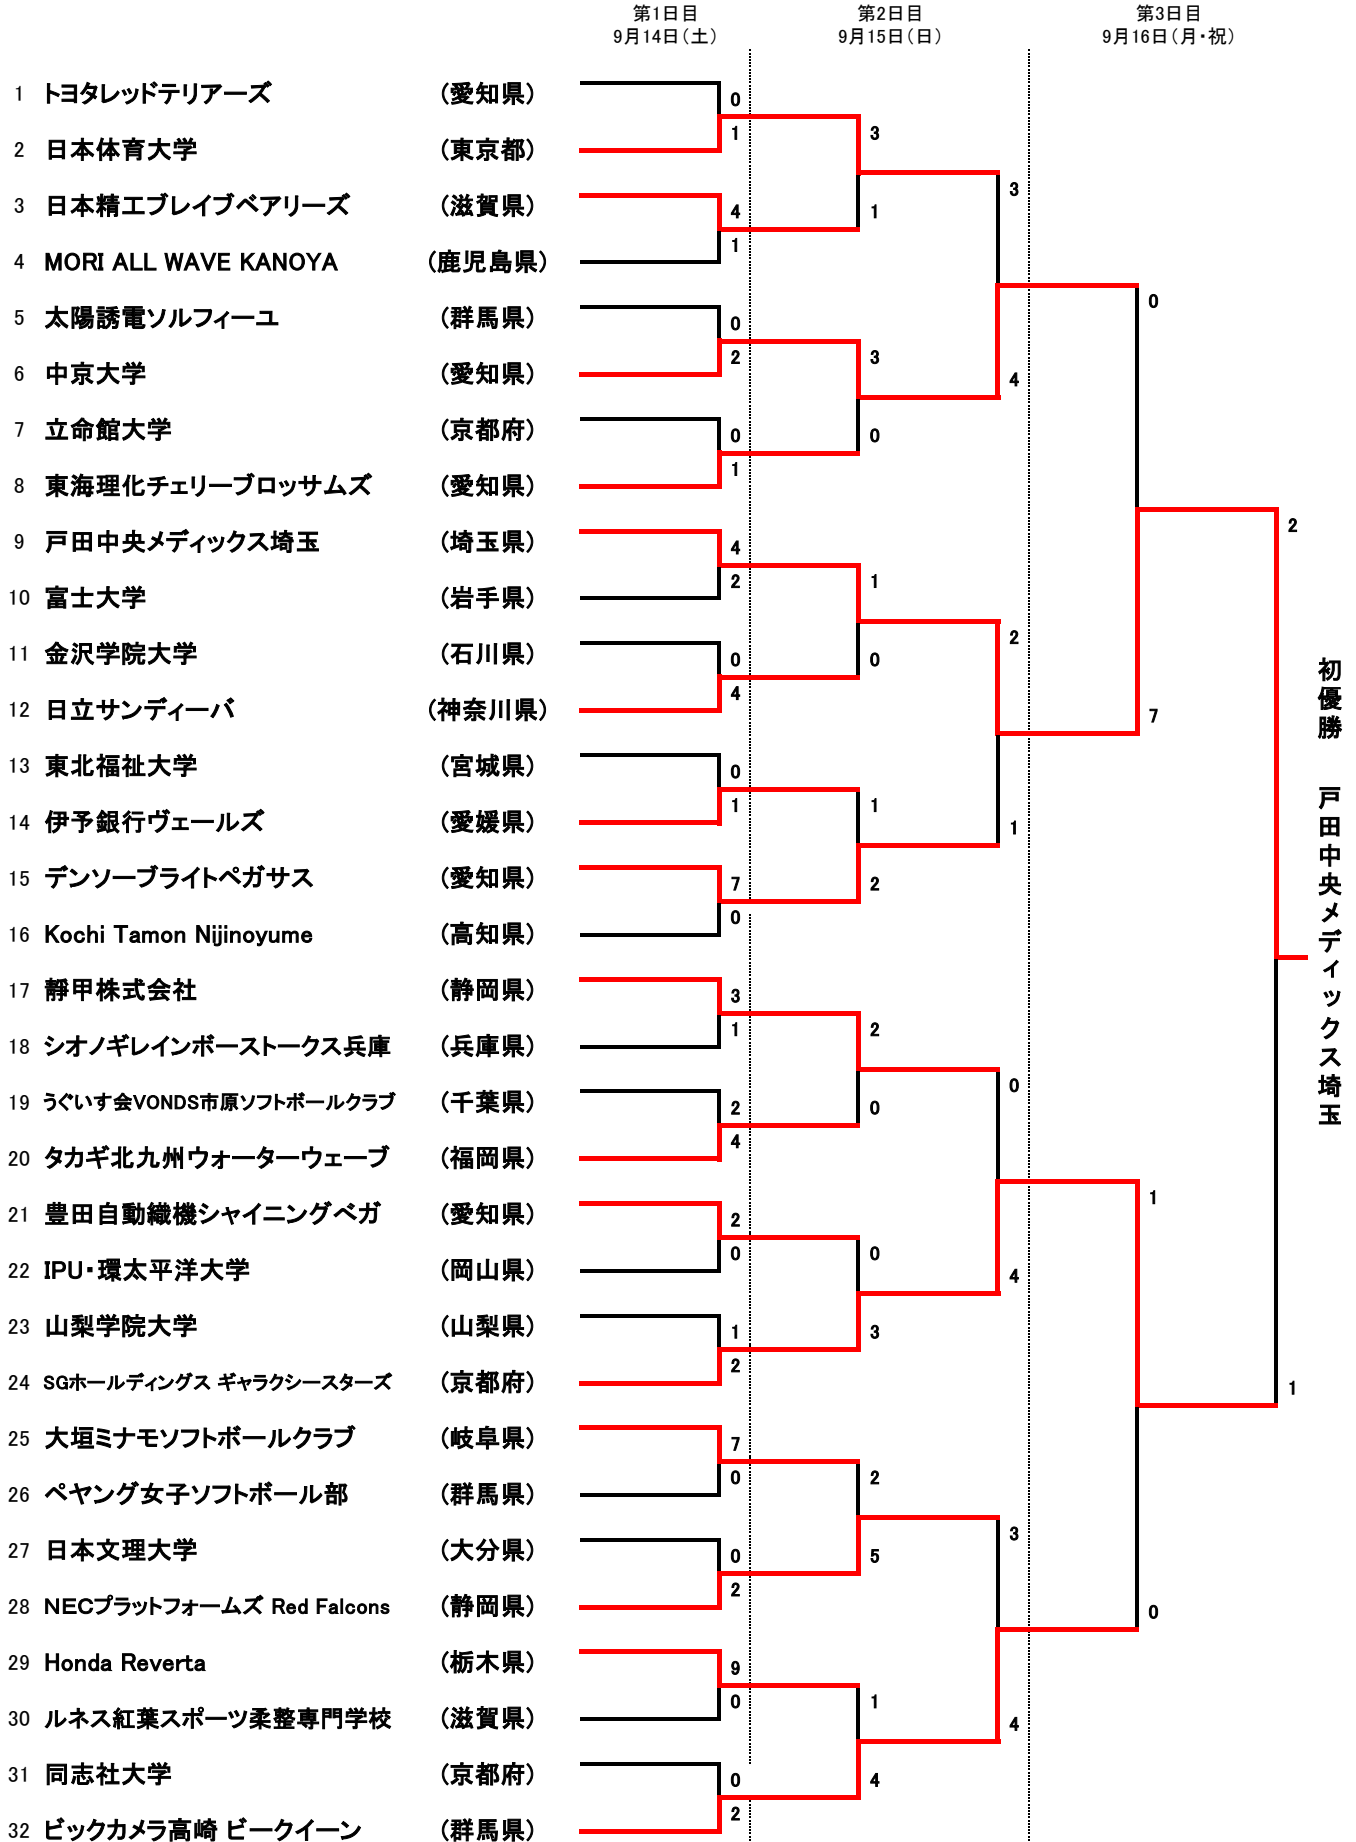 第1日目 第2日目 第3日目
9月14日(土) 9月15日(日) 9月16日(月・祝)
1 トヨタレッドテリアーズ (愛知県) 0
2 日本体育大学 (東京都) 1 3
3 日本精工ブレイブベアリーズ (滋賀県) 4 1 3
4 MORI ALL WAVE KANOYA (鹿児島県) 1
5 太陽誘電ソルフィーユ (群馬県) 0 0
6 中京大学 (愛知県) 2 3 4
7 立命館大学 (京都府) 0 0
8 東海理化チェリーブロッサムズ (愛知県) 1
9 戸田中央メディックス埼玉 (埼玉県) 4 2
10 富士大学 (岩手県) 2 1
11 金沢学院大学 (石川県) 0 0 2
12 日立サンディーバ (神奈川県) 4 7
13 東北福祉大学 (宮城県) 0
14 伊予銀行ヴェールズ (愛媛県) 1 1 1
15 デンソーブライトペガサス (愛知県) 7 2
16 Kochi Tamon Nijinoyume (高知県) 0
初優勝 戸田中央メディックス埼玉
17 靜甲株式会社 (静岡県) 3
18 シオノギレインボーストークス兵庫 (兵庫県) 1 2
19 うぐいす会VONDS市原ソフトボールクラブ (千葉県) 2 0 0
20 タカギ北九州ウォーターウェーブ (福岡県) 4
21 豊田自動織機シャイニングベガ (愛知県) 2 1
22 IPU・環太平洋大学 (岡山県) 0 0 4
23 山梨学院大学 (山梨県) 1 3
24 SGホールディングス ギャラクシースターズ (京都府) 2 1
25 大垣ミナモソフトボールクラブ (岐阜県) 7
26 ペヤング女子ソフトボール部 (群馬県) 0 2
27 日本文理大学 (大分県) 0 5 3
28 NECプラットフォームズ Red Falcons (静岡県) 2 0
29 Honda Reverta (栃木県) 9
30 ルネス紅葉スポーツ柔整専門学校 (滋賀県) 0 1 4
31 同志社大学 (京都府) 0 4
32 ビックカメラ高崎 ビークイーン (群馬県) 2